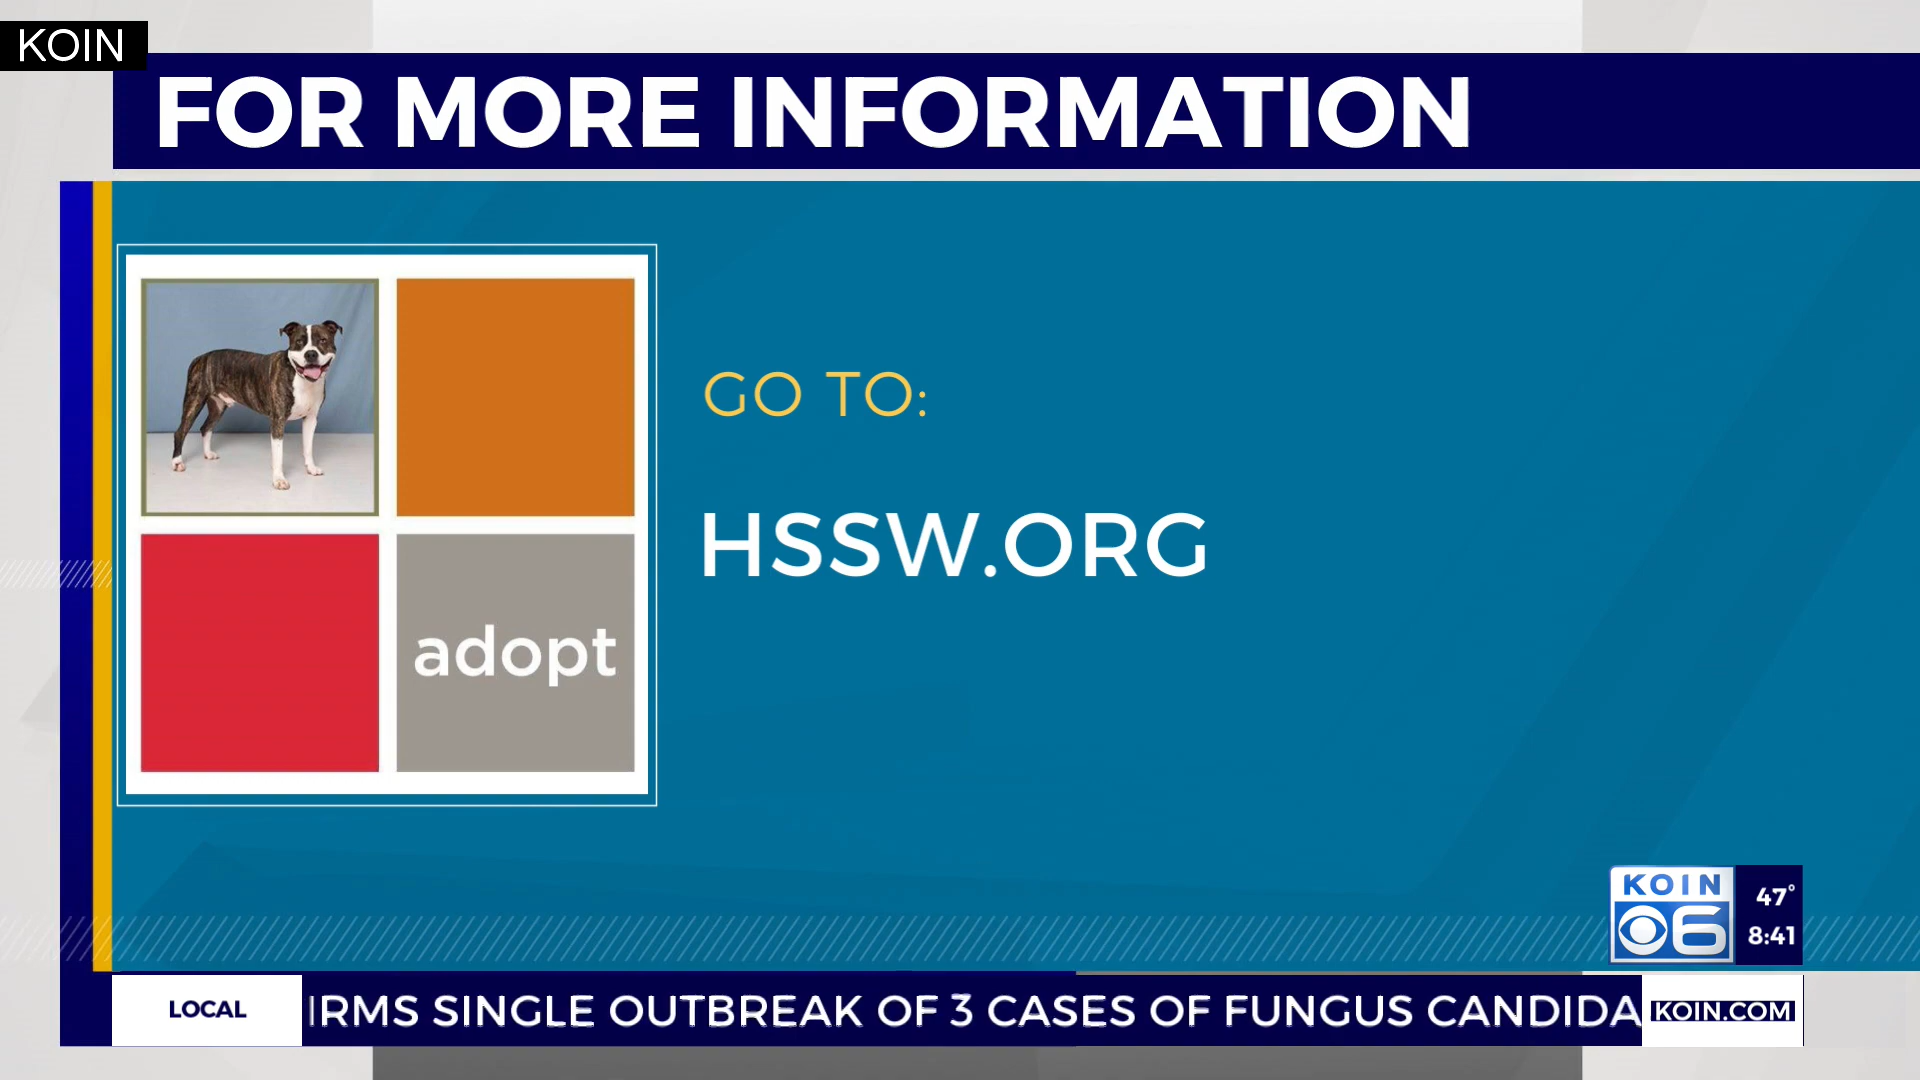 KOIN
FOR MORE INFORMATION
GO TO:
HSSW.ORG
adopt
KOIN
6
47°
8:41
LOCAL
IRMS SINGLE OUTBREAK OF 3 CASES OF FUNGUS CANDIDA
KOIN.COM